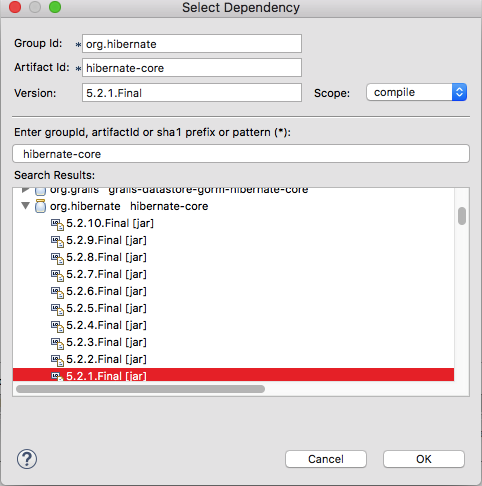 Select Dependency
Group Id: * org.hibernate
Artifact Id: * hibernate-core
Version: 5.2.1.Final Scope: compile
Enter groupId, artifactId or sha1 prefix or pattern (*):
hibernate-core
Search Results:
org.grails grails-datastore-gorm-hibernate-core
org.hibernate hibernate-core
5.2.10.Final [jar]
5.2.9.Final [jar]
5.2.8.Final [jar]
5.2.7.Final [jar]
5.2.6.Final [jar]
5.2.5.Final [jar]
5.2.4.Final [jar]
5.2.3.Final [jar]
5.2.2.Final [jar]
5.2.1.Final [jar]
? Cancel OK